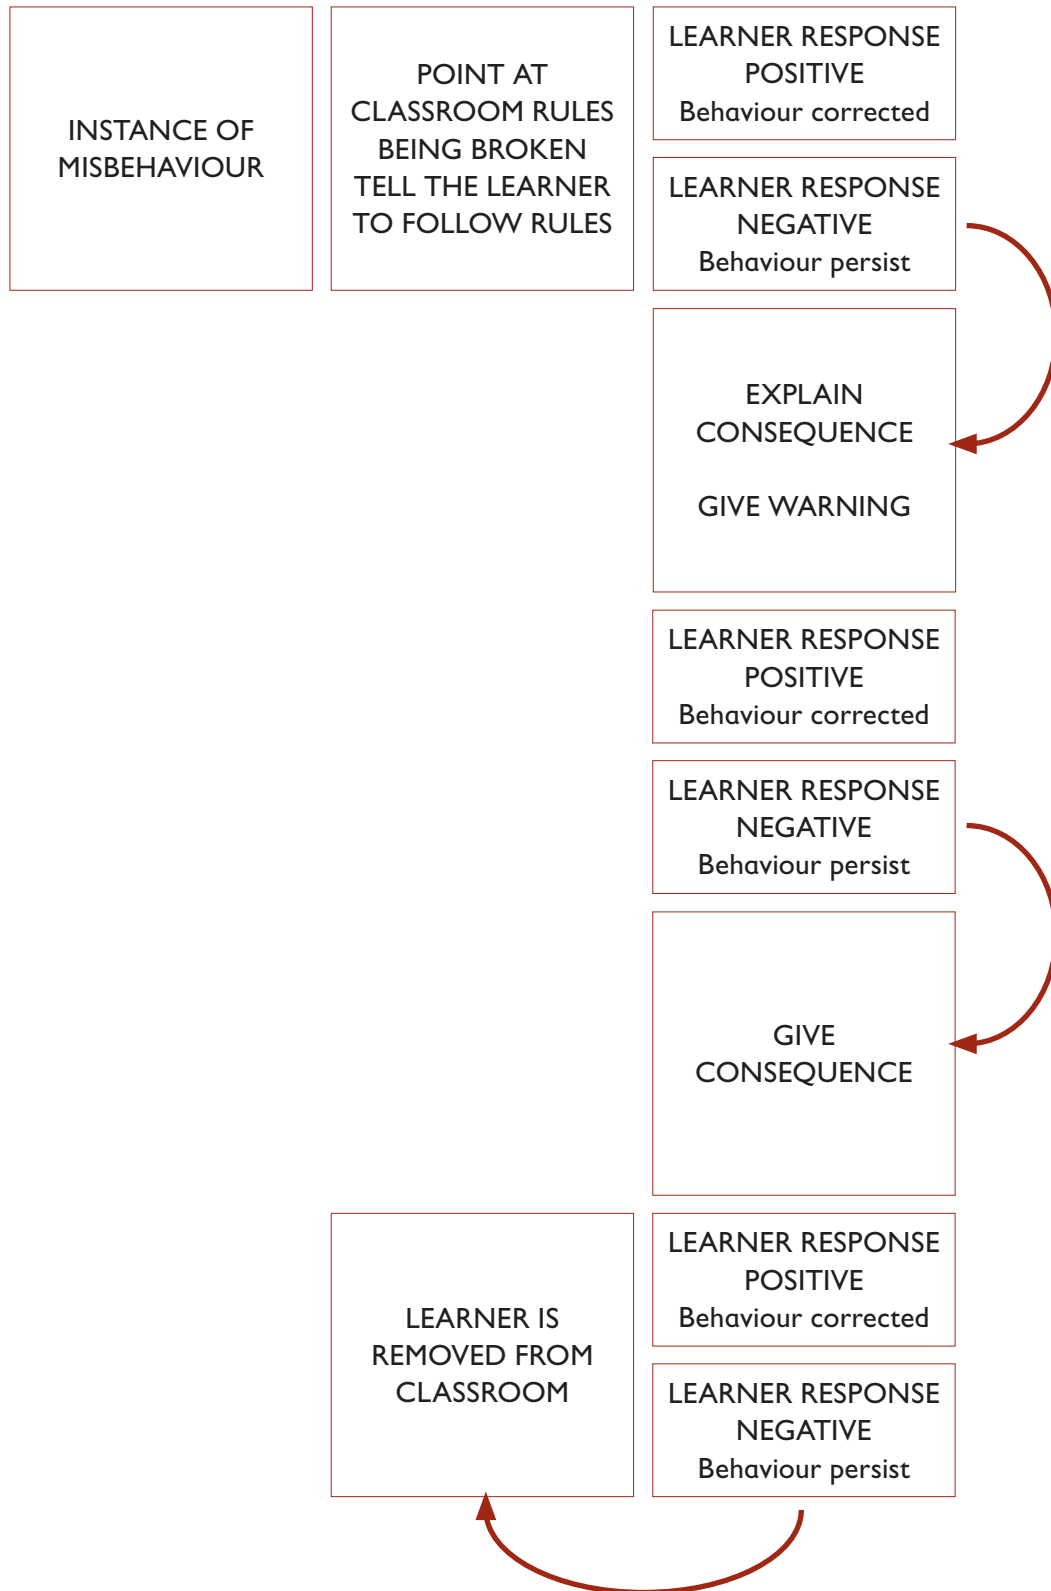 INSTANCE OF
MISBEHAVIOUR
POINT AT
CLASSROOM RULES
BEING BROKEN
TELL THE LEARNER
TO FOLLOW RULES
LEARNER RESPONSE
POSITIVE
Behaviour corrected
LEARNER RESPONSE
NEGATIVE
Behaviour persist
EXPLAIN
CONSEQUENCE
GIVE WARNING
LEARNER RESPONSE
POSITIVE
Behaviour corrected
LEARNER RESPONSE
NEGATIVE
Behaviour persist
GIVE
CONSEQUENCE
LEARNER RESPONSE
POSITIVE
Behaviour corrected
LEARNER RESPONSE
NEGATIVE
Behaviour persist
LEARNER IS
REMOVED FROM
CLASSROOM